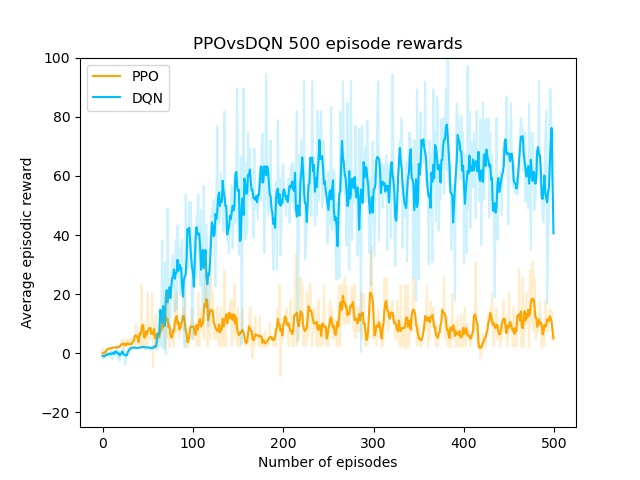 PPOvsDQN 500 episode rewards
PPO
DQN
Average episodic reward
100
80
60
40
20
0
−20
0
100
200
300
400
500
Number of episodes